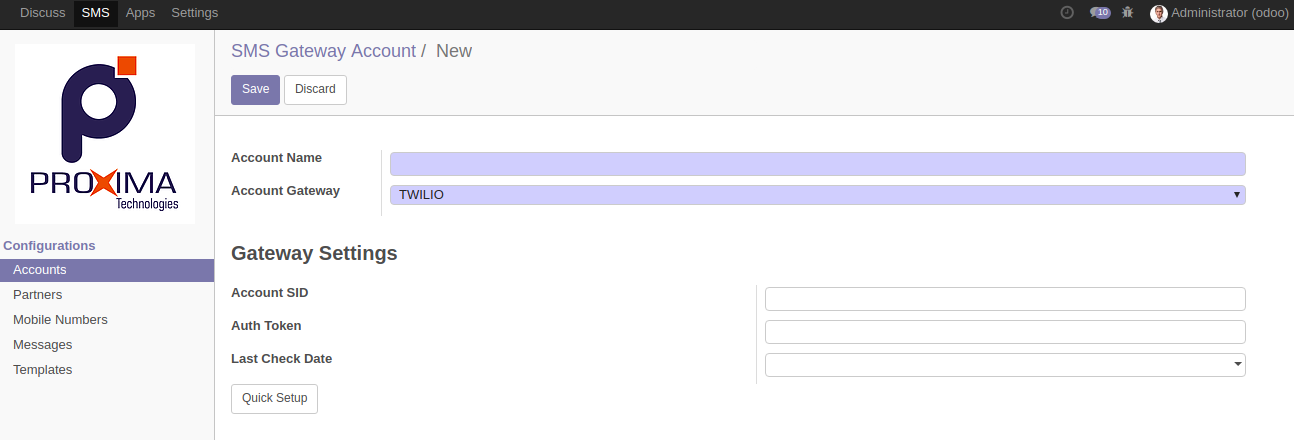 Discuss SMS Apps Settings 10 Administrator (odoo)
PROXIMA
Technologies
Configurations
Accounts
Partners
Mobile Numbers
Messages
Templates
SMS Gateway Account / New
Save Discard
Account Name
Account Gateway TWILIO
Gateway Settings
Account SID
Auth Token
Last Check Date
Quick Setup